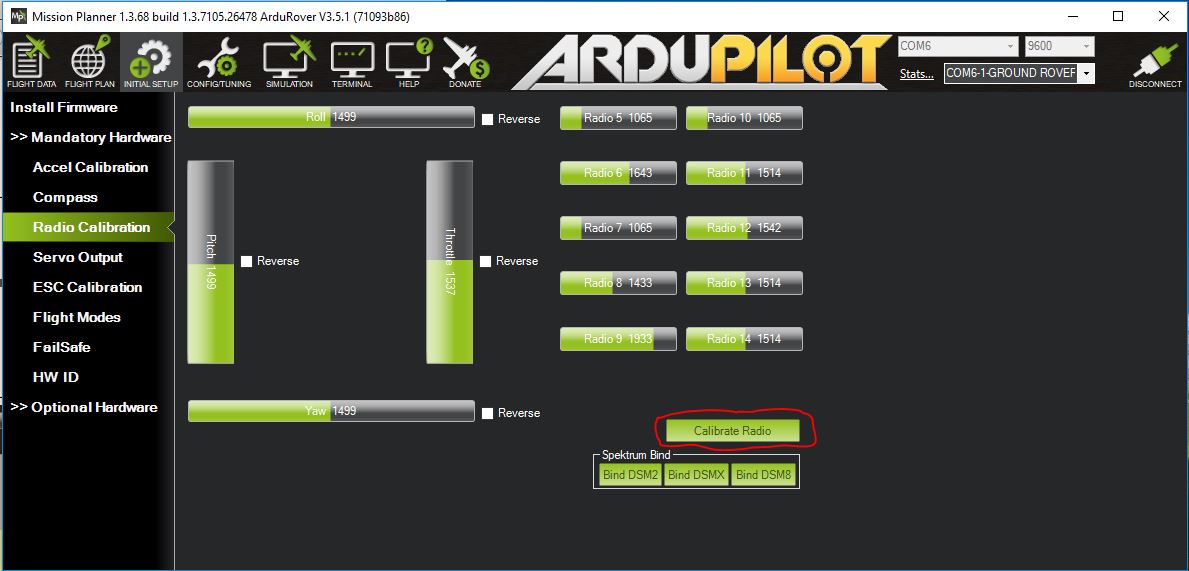 Mission Planner 1.3.68 build 1.3.7105.26478 ArduRover V3.5.1 (71093b86)
FLIGHT DATA FLIGHT PLAN INITIAL SETUP CONFIG/TUNING SIMULATION TERMINAL HELP DONATE
ARDUPILOT
COM6 9600
Stats... COM6-1-GROUND ROVER
DISCONNECT
Install Firmware
>> Mandatory Hardware
Accel Calibration
Compass
Radio Calibration
Servo Output
ESC Calibration
Flight Modes
FailSafe
HW ID
>> Optional Hardware
Roll 1499 Reverse
Pitch 1499 Reverse
Throttle 1537 Reverse
Yaw 1499 Reverse
Radio 5 1065 Radio 10 1065
Radio 6 1643 Radio 11 1514
Radio 7 1065 Radio 12 1542
Radio 8 1433 Radio 13 1514
Radio 9 1933 Radio 14 1514
Calibrate Radio
Spektrum Bind
Bind DSM2 Bind DSMX Bind DSM8